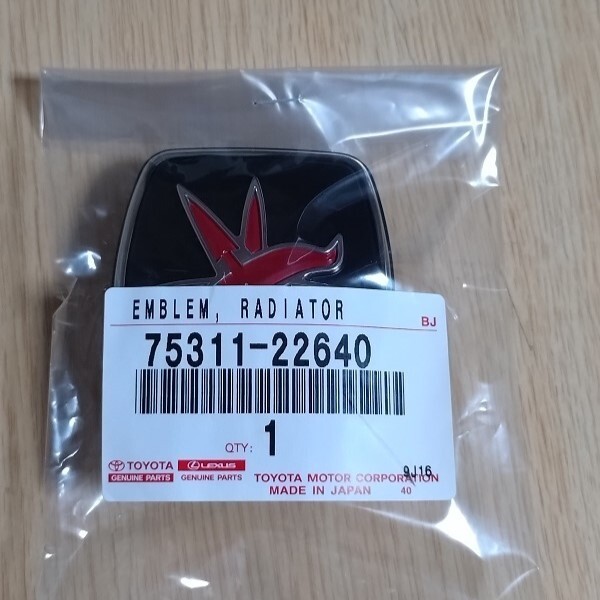 EMBLEM, RADIATOR
BJ
75311-22640
QTY: 1
TOYOTA LEXUS
GENUINE PARTS GENUINE PARTS
9J16
TOYOTA MOTOR CORPORATION
MADE IN JAPAN 40